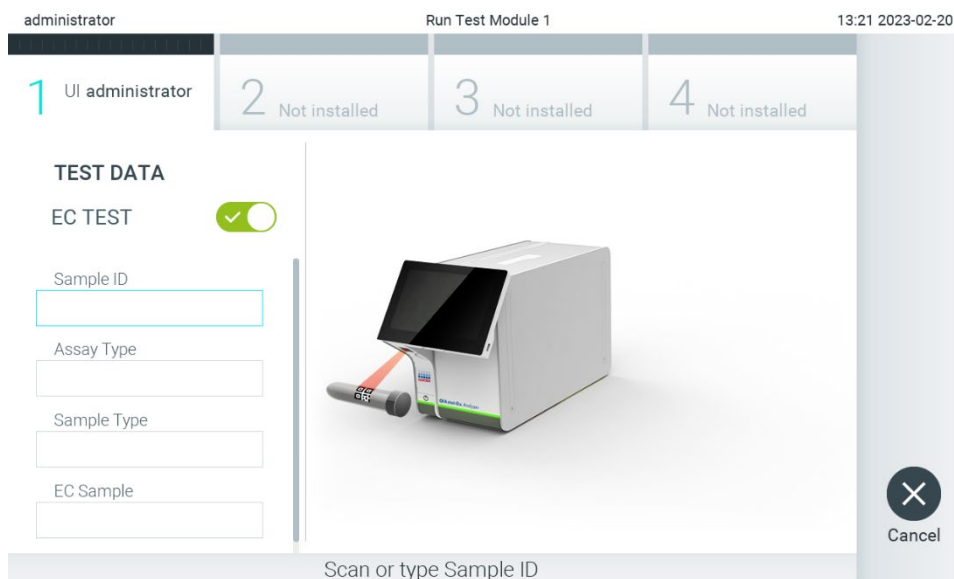 administrator
Run Test Module 1
13:21 2023-02-20
1 UI administrator
2 Not installed
3 Not installed
4 Not installed
TEST DATA
EC TEST
Sample ID
Assay Type
Sample Type
EC Sample
Cancel
Scan or type Sample ID